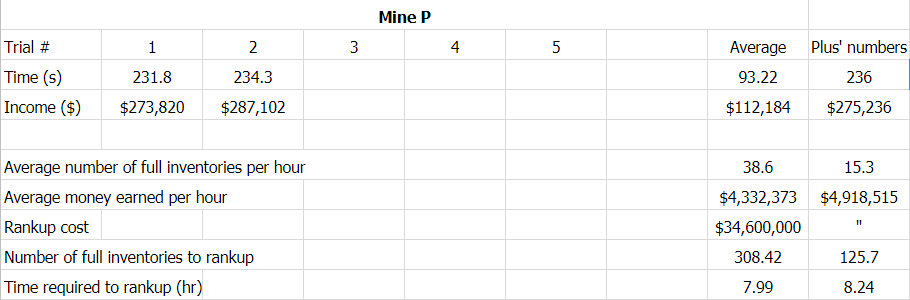 Mine P
Trial # 1 2 3 4 5 Average Plus' numbers
Time (s) 231.8 234.3 93.22 236
Income ($) $273,820 $287,102 $112,184 $275,236
Average number of full inventories per hour 38.6 15.3
Average money earned per hour $4,332,373 $4,918,515
Rankup cost $34,600,000 "
Number of full inventories to rankup 308.42 125.7
Time required to rankup (hr) 7.99 8.24